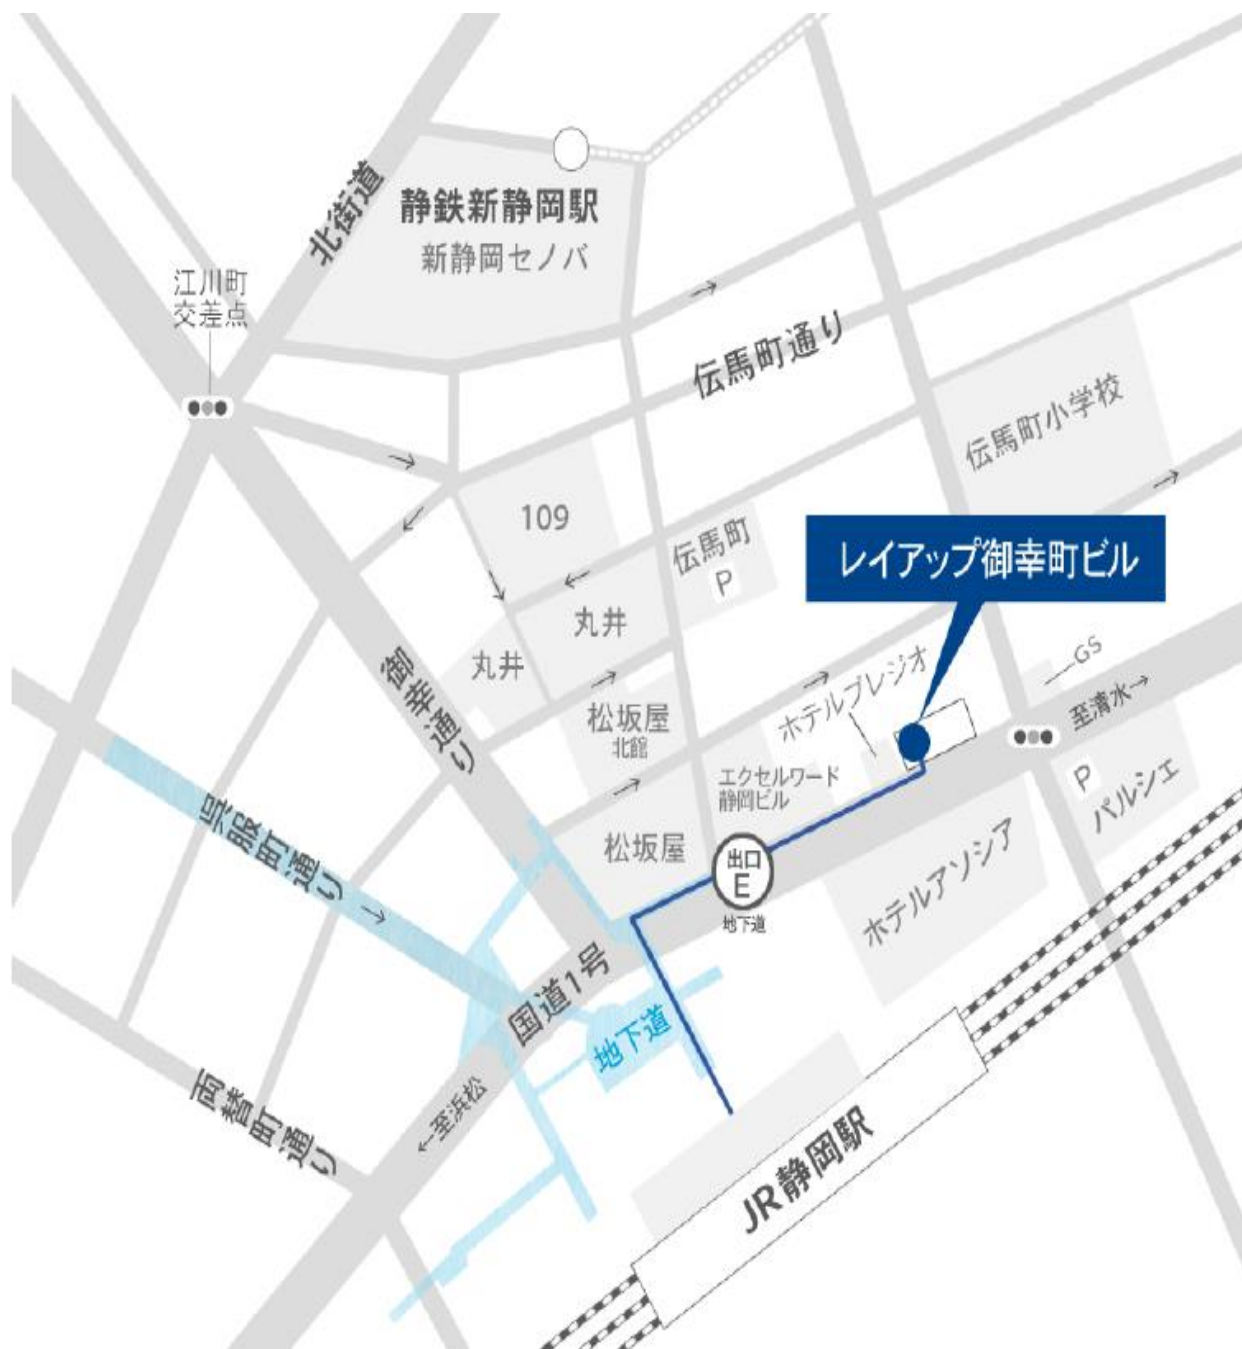 北街道
静鉄新静岡駅
新静岡セノバ
江川町
交差点
→
伝馬町通り
伝馬町小学校
→
←
→
109
伝馬町
P
←
→
丸井
丸井
レイアップ御幸町ビル
御幸通り
→
松坂屋
北館
→
ホテルブレジオ
GS
至清水→
エクセルワード
静岡ビル
→
P
パルシェ
呉服町通り
→
松坂屋
出口
E
地下道
ホテルアソシア
国道1号
地下道
両替町通り
←至浜松
JR静岡駅